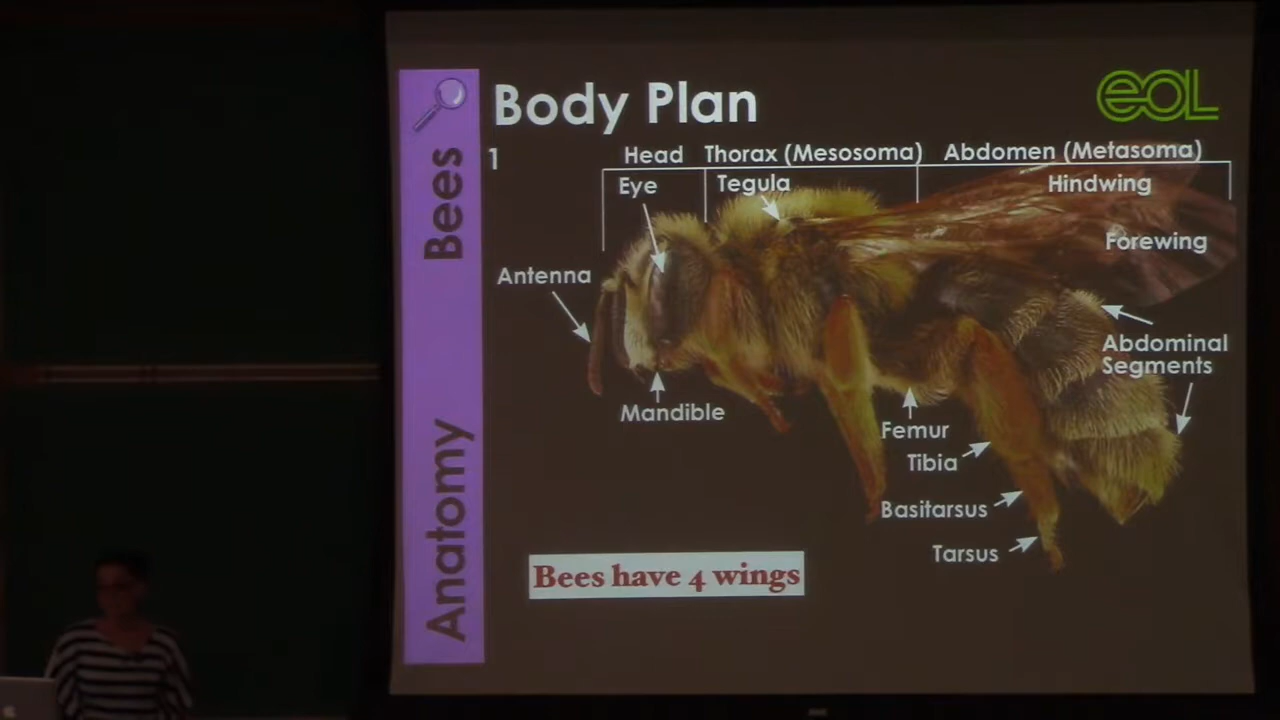 Body Plan
eol
Anatomy Bees
1
Head Thorax (Mesosoma) Abdomen (Metasoma)
Eye Tegula Hindwing
Forewing
Antenna
Abdominal
Segments
Mandible
Femur
Tibia
Basitarsus
Tarsus
Bees have 4 wings